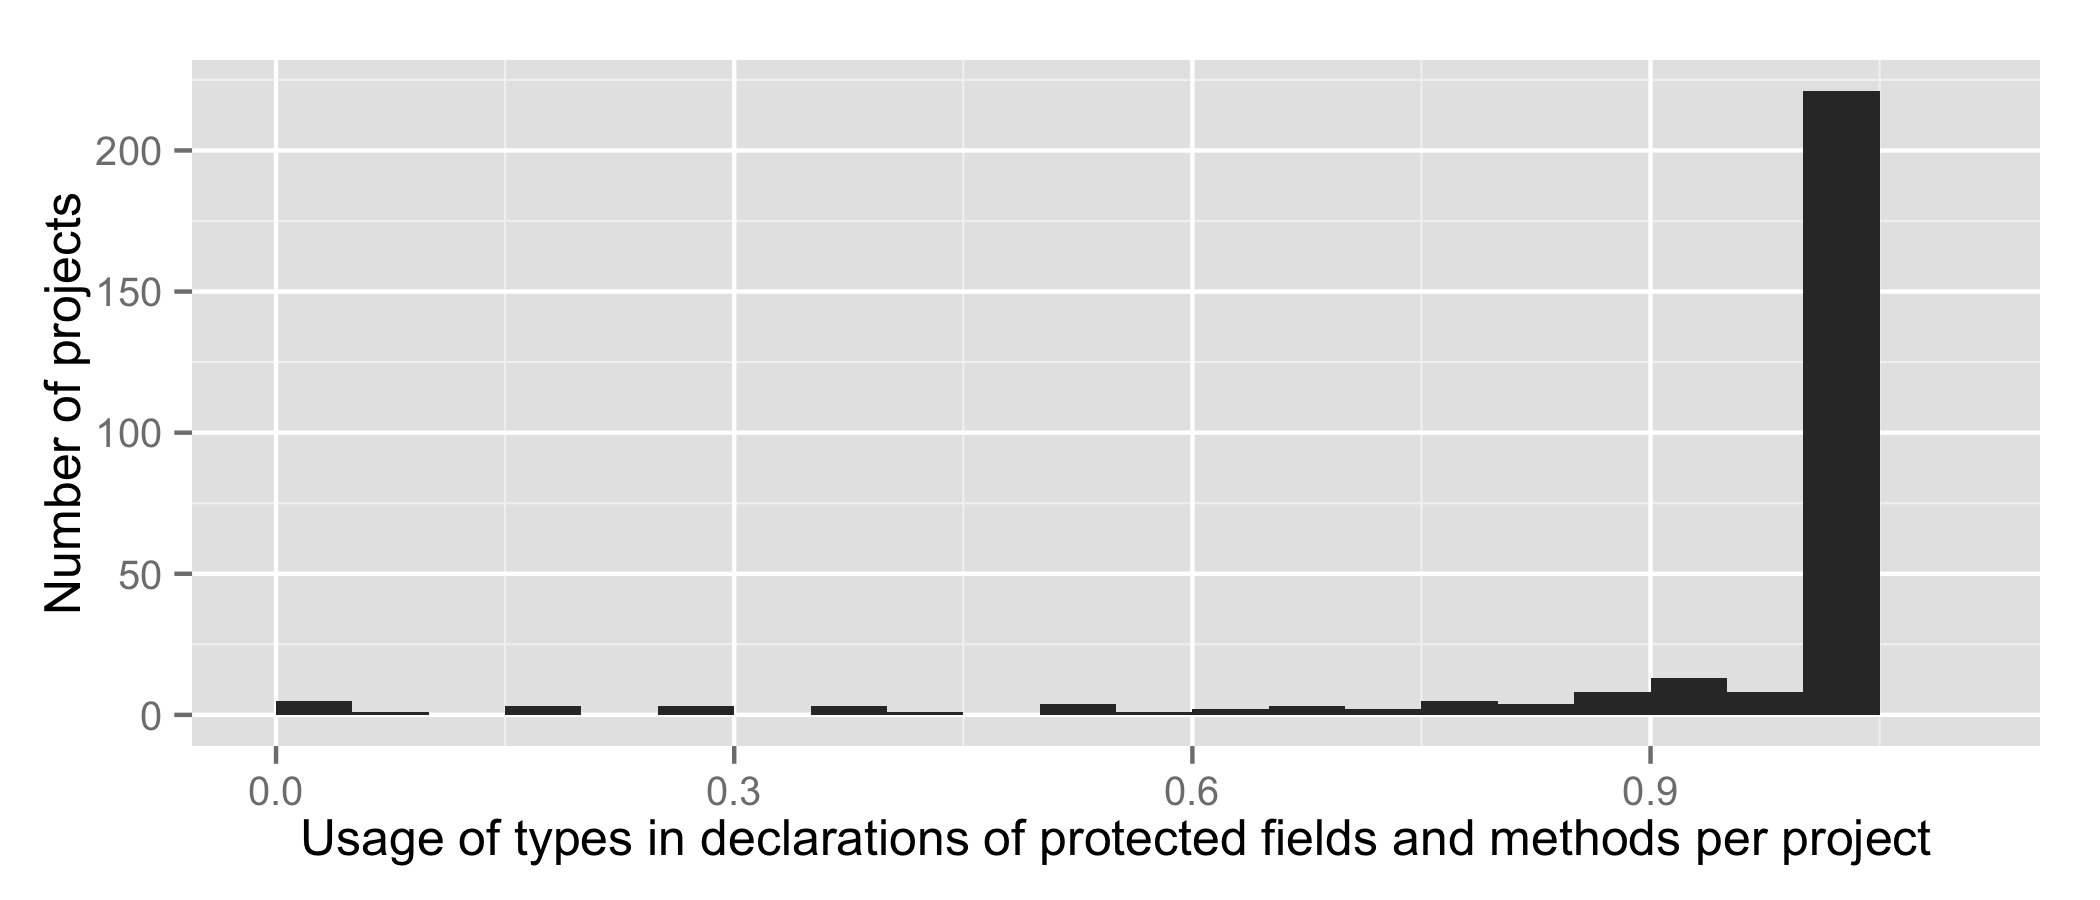 Number of projects
200
150
100
50
0
0.0 0.3 0.6 0.9
Usage of types in declarations of protected fields and methods per project